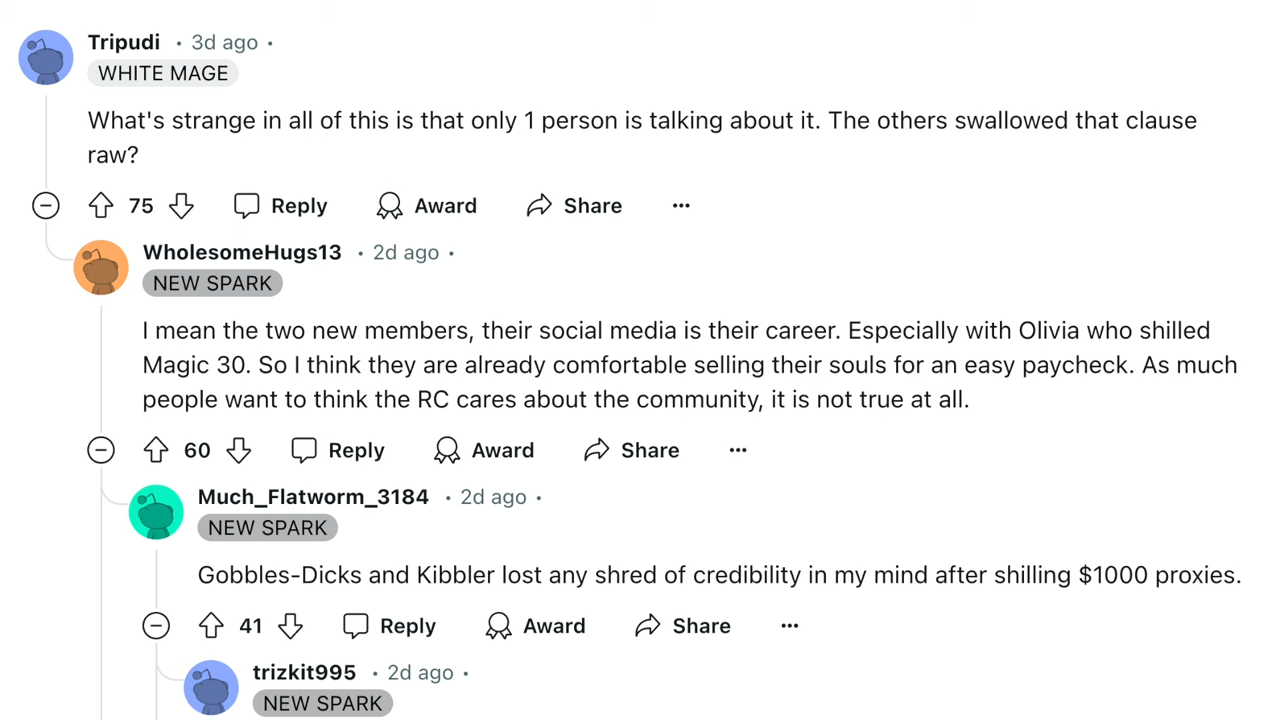 Tripudi • 3d ago •
WHITE MAGE
What's strange in all of this is that only 1 person is talking about it. The others swallowed that clause
raw?
75 Reply Award Share ...
WholesomeHugs13 • 2d ago •
NEW SPARK
I mean the two new members, their social media is their career. Especially with Olivia who shilled
Magic 30. So I think they are already comfortable selling their souls for an easy paycheck. As much
people want to think the RC cares about the community, it is not true at all.
60 Reply Award Share ...
Much_Flatworm_3184 • 2d ago •
NEW SPARK
Gobbles-Dicks and Kibbler lost any shred of credibility in my mind after shilling $1000 proxies.
41 Reply Award Share ...
trizkit995 • 2d ago •
NEW SPARK